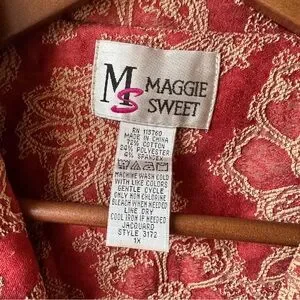 MS MAGGIE
SWEET
RN 113760
MADE IN CHINA
72% COTTON
24% POLYESTER
4% SPANDEX
MACHINE WASH COLD
WITH LIKE COLORS
GENTLE CYCLE
ONLY NON CHLORINE
BLEACH WHEN NEEDED
LINE DRY
COOL IRON IF NEEDED
JACQUARD
STYLE 3172
1X